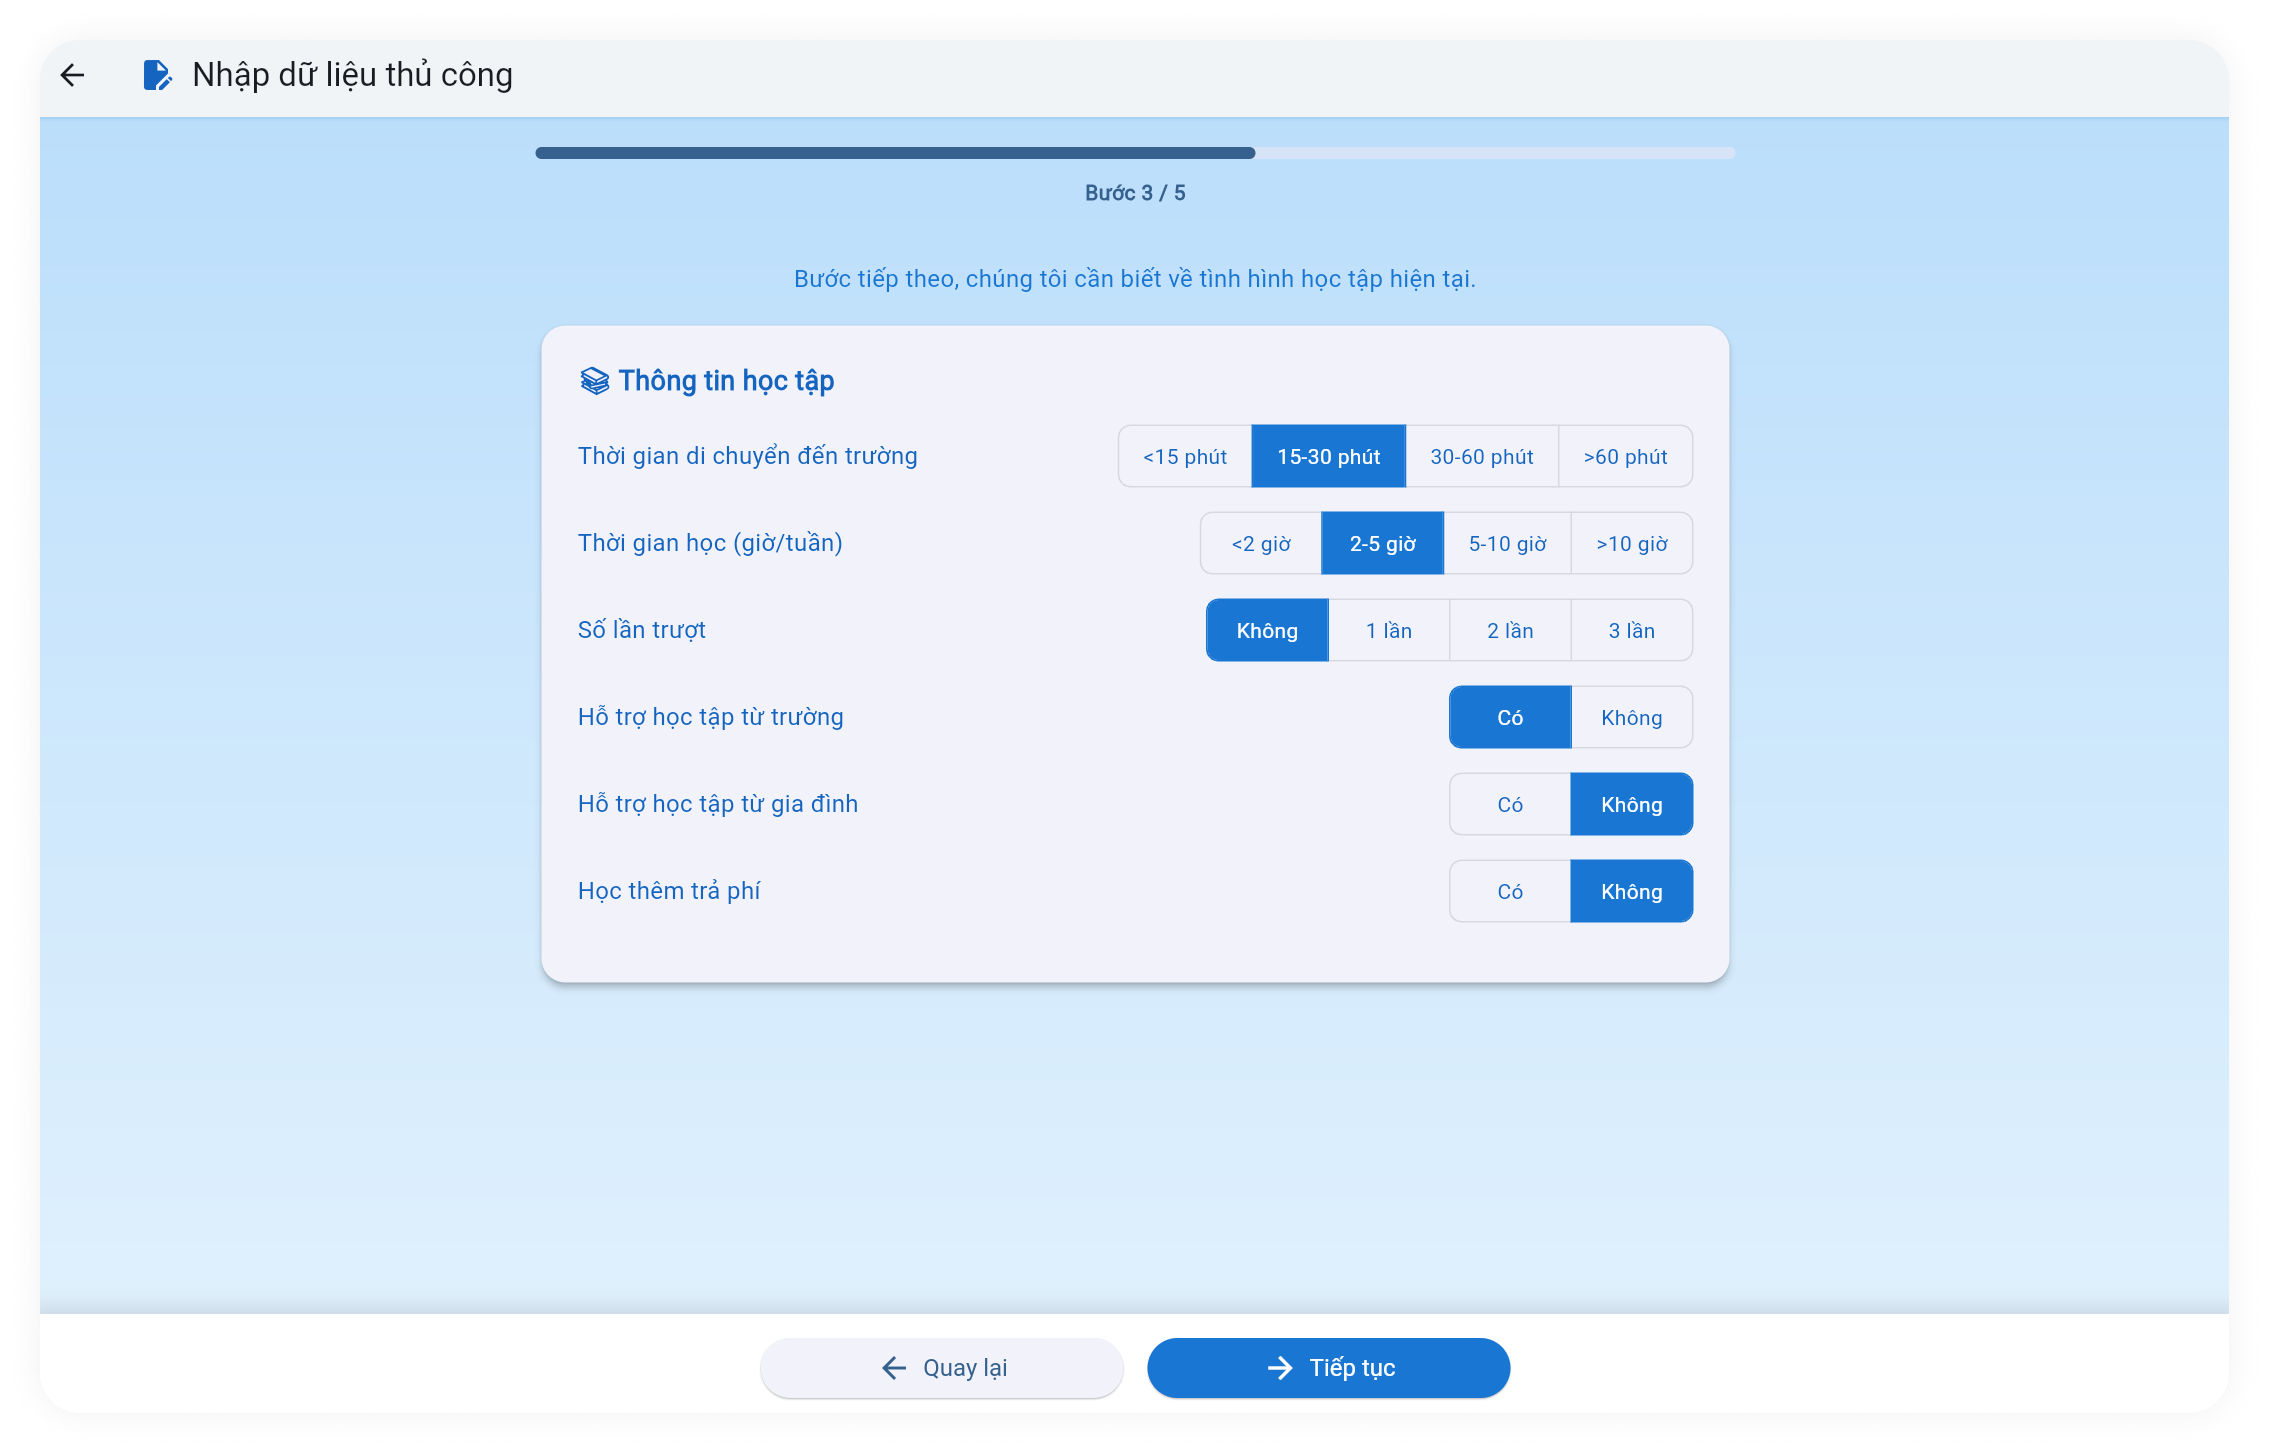 Nhập dữ liệu thủ công
Bước 3 / 5
Bước tiếp theo, chúng tôi cần biết về tình hình học tập hiện tại.
Thông tin học tập
Thời gian di chuyển đến trường <15 phút 15-30 phút 30-60 phút >60 phút
Thời gian học (giờ/tuần) <2 giờ 2-5 giờ 5-10 giờ >10 giờ
Số lần trượt Không 1 lần 2 lần 3 lần
Hỗ trợ học tập từ trường Có Không
Hỗ trợ học tập từ gia đình Có Không
Học thêm trả phí Có Không
Quay lại Tiếp tục